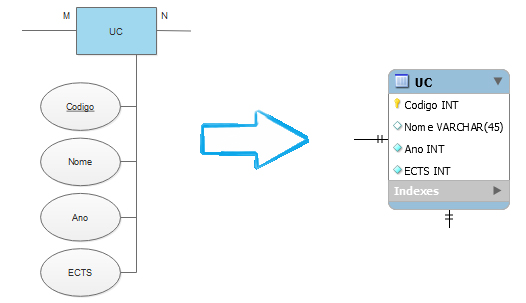 M
N
UC
Codigo
Nome
Ano
ECTS
UC
Codigo INT
Nome VARCHAR(45)
Ano INT
ECTS INT
Indexes